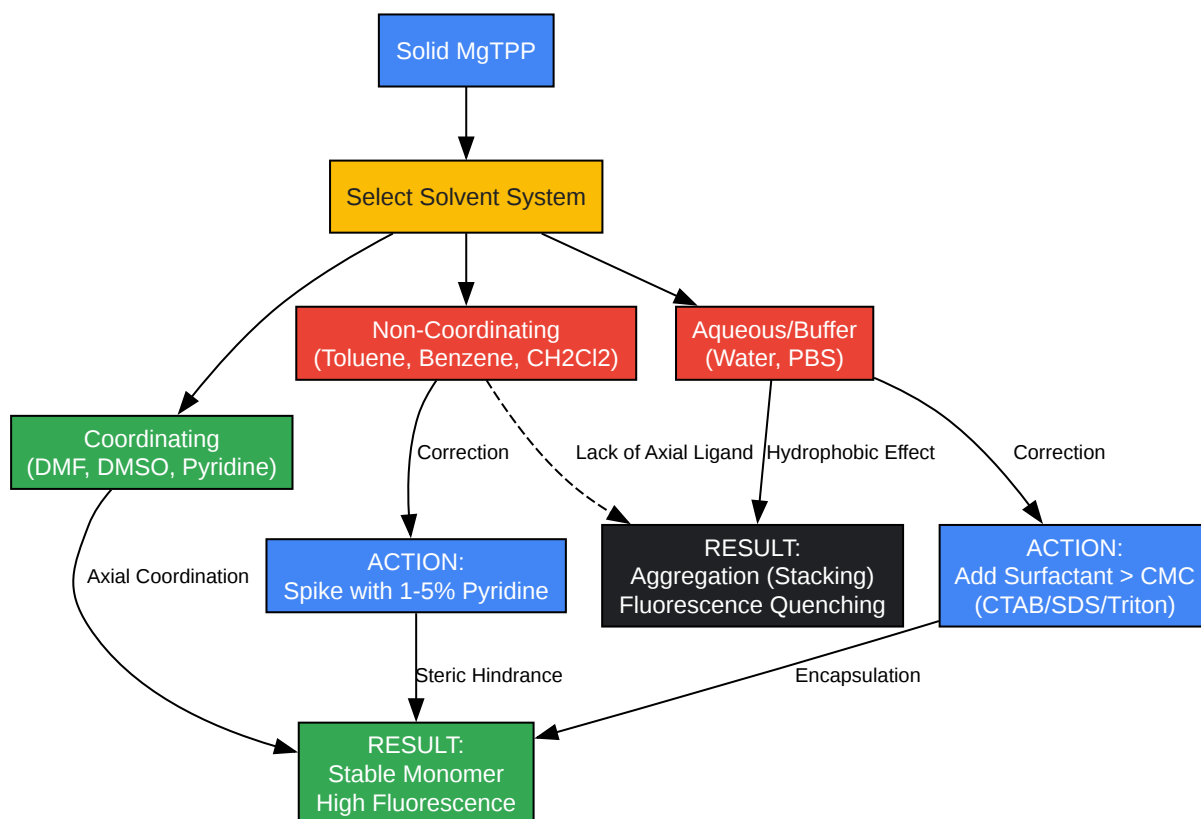 Solid MgTPP
Select Solvent System
Non-Coordinating
(Toluene, Benzene, CH2Cl2)
Aqueous/Buffer
(Water, PBS)
Coordinating
(DMF, DMSO, Pyridine)
Correction
Lack of Axial Ligand
Hydrophobic Effect
Correction
Axial Coordination
ACTION:
Spike with 1-5% Pyridine
RESULT:
Aggregation (Stacking)
Fluorescence Quenching
ACTION:
Add Surfactant > CMC
(CTAB/SDS/Triton)
Steric Hindrance
Encapsulation
RESULT:
Stable Monomer
High Fluorescence